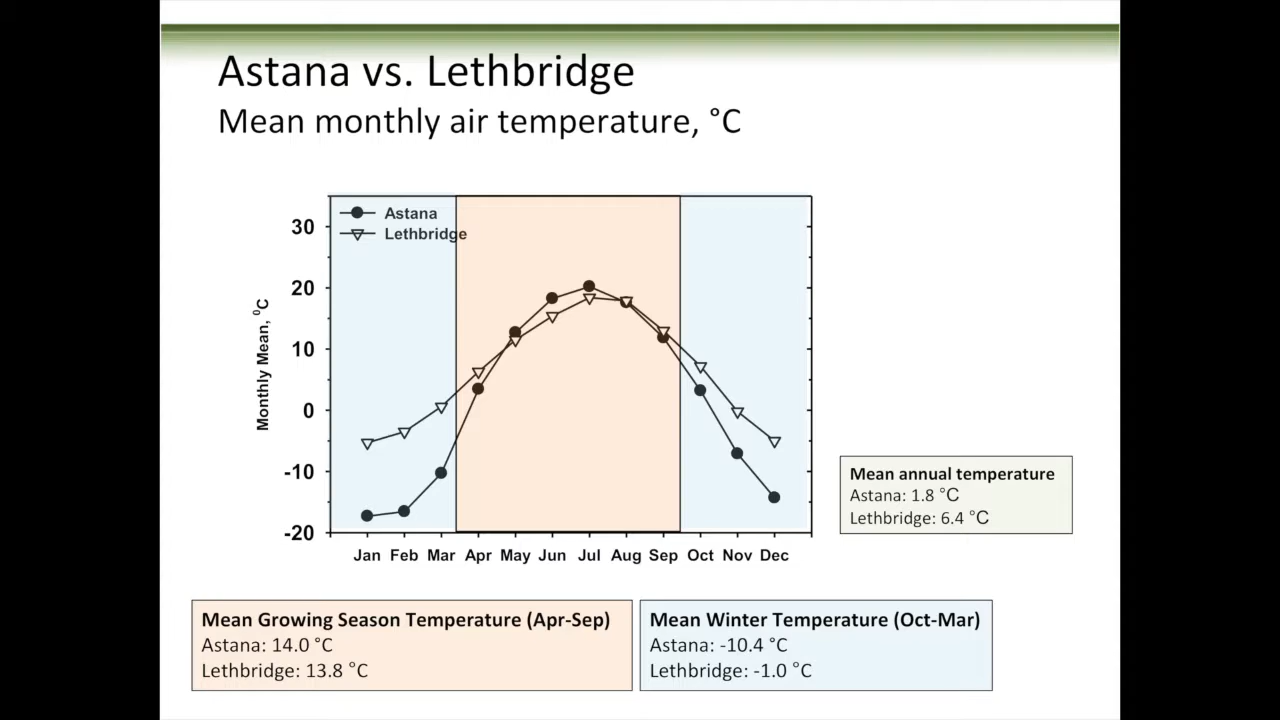 Astana vs. Lethbridge
Mean monthly air temperature, °C
Astana
Lethbridge
30
20
10
0
-10
-20
Monthly Mean, ⁰C
Jan Feb Mar Apr May Jun Jul Aug Sep Oct Nov Dec
Mean annual temperature
Astana: 1.8 °C
Lethbridge: 6.4 °C
Mean Growing Season Temperature (Apr-Sep)
Astana: 14.0 °C
Lethbridge: 13.8 °C
Mean Winter Temperature (Oct-Mar)
Astana: -10.4 °C
Lethbridge: -1.0 °C